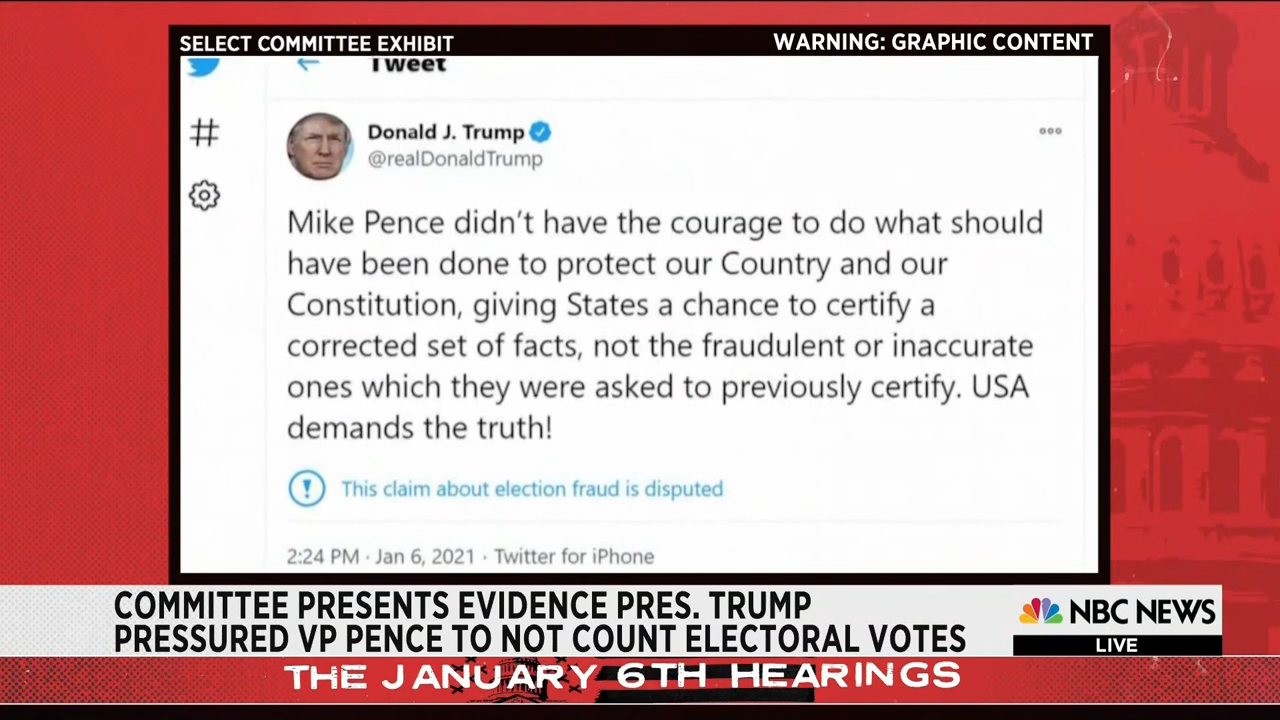 SELECT COMMITTEE EXHIBIT
WARNING: GRAPHIC CONTENT
Tweet
Donald J. Trump
@realDonaldTrump
Mike Pence didn't have the courage to do what should
have been done to protect our Country and our
Constitution, giving States a chance to certify a
corrected set of facts, not the fraudulent or inaccurate
ones which they were asked to previously certify. USA
demands the truth!
This claim about election fraud is disputed
2:24 PM · Jan 6, 2021 · Twitter for iPhone
COMMITTEE PRESENTS EVIDENCE PRES. TRUMP
PRESSURED VP PENCE TO NOT COUNT ELECTORAL VOTES
NBC NEWS
LIVE
THE JANUARY 6TH HEARINGS